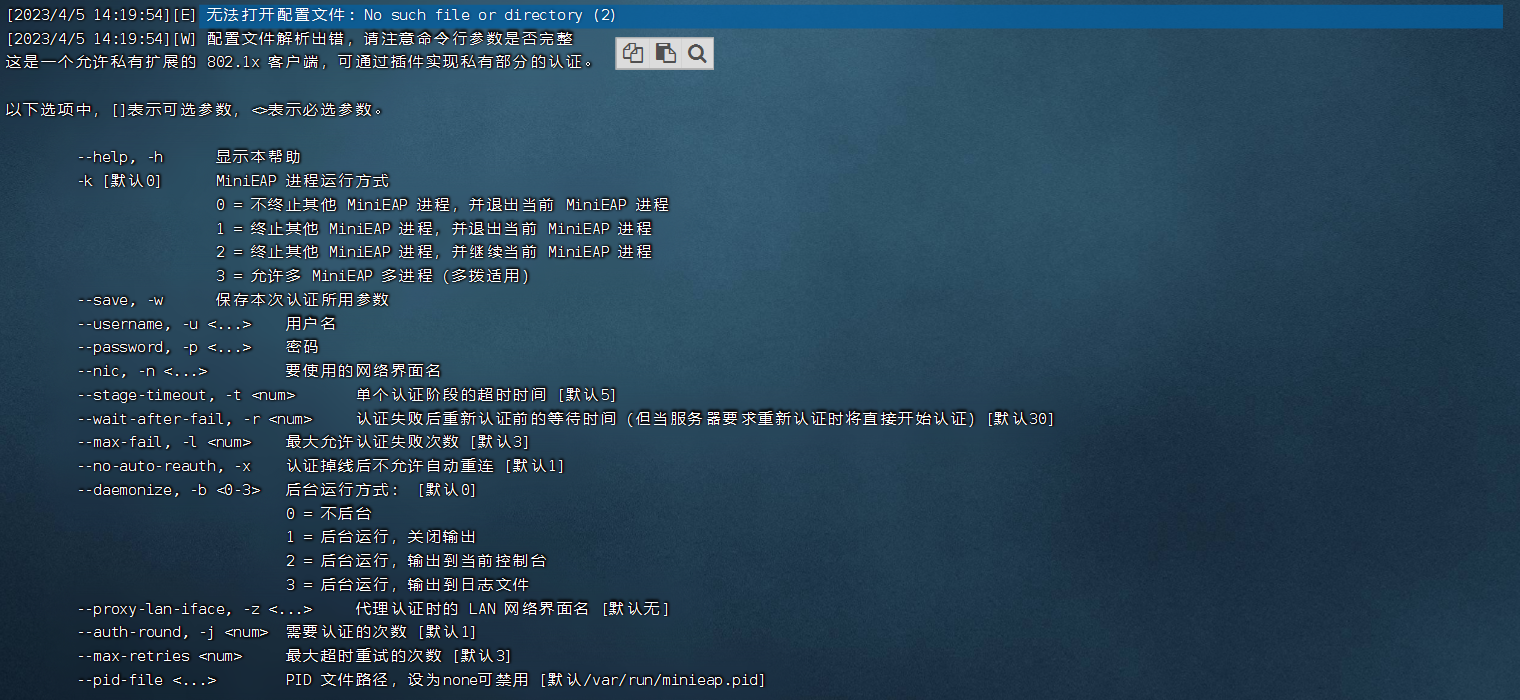 [2023/4/5 14:19:54][E] 无法打开配置文件: No such file or directory (2)
[2023/4/5 14:19:54][W] 配置文件解析出错，请注意命令行参数是否完整
这是一个允许私有扩展的 802.1x 客户端，可通过插件实现私有部分的认证。
以下选项中，[]表示可选参数，<>表示必选参数。
--help, -h 显示本帮助
-k [默认0] MiniEAP 进程运行方式
0 = 不终止其他 MiniEAP 进程，并退出当前 MiniEAP 进程
1 = 终止其他 MiniEAP 进程，并退出当前 MiniEAP 进程
2 = 终止其他 MiniEAP 进程，并继续当前 MiniEAP 进程
3 = 允许多 MiniEAP 多进程 (多拨适用)
--save, -w 保存本次认证所用参数
--username, -u <...> 用户名
--password, -p <...> 密码
--nic, -n <...> 要使用的网络界面名
--stage-timeout, -t <num> 单个认证阶段的超时时间 [默认5]
--wait-after-fail, -r <num> 认证失败后重新认证前的等待时间 (但当服务器要求重新认证时将直接开始认证) [默认30]
--max-fail, -l <num> 最大允许认证失败次数 [默认3]
--no-auto-reauth, -x 认证掉线后不允许自动重连 [默认1]
--daemonize, -b <0-3> 后台运行方式： [默认0]
0 = 不后台
1 = 后台运行，关闭输出
2 = 后台运行，输出到当前控制台
3 = 后台运行，输出到日志文件
--proxy-lan-iface, -z <...> 代理认证时的 LAN 网络界面名 [默认无]
--auth-round, -j <num> 需要认证的次数 [默认1]
--max-retries <num> 最大超时重试的次数 [默认3]
--pid-file <...> PID 文件路径，设为none可禁用 [默认/var/run/minieap.pid]